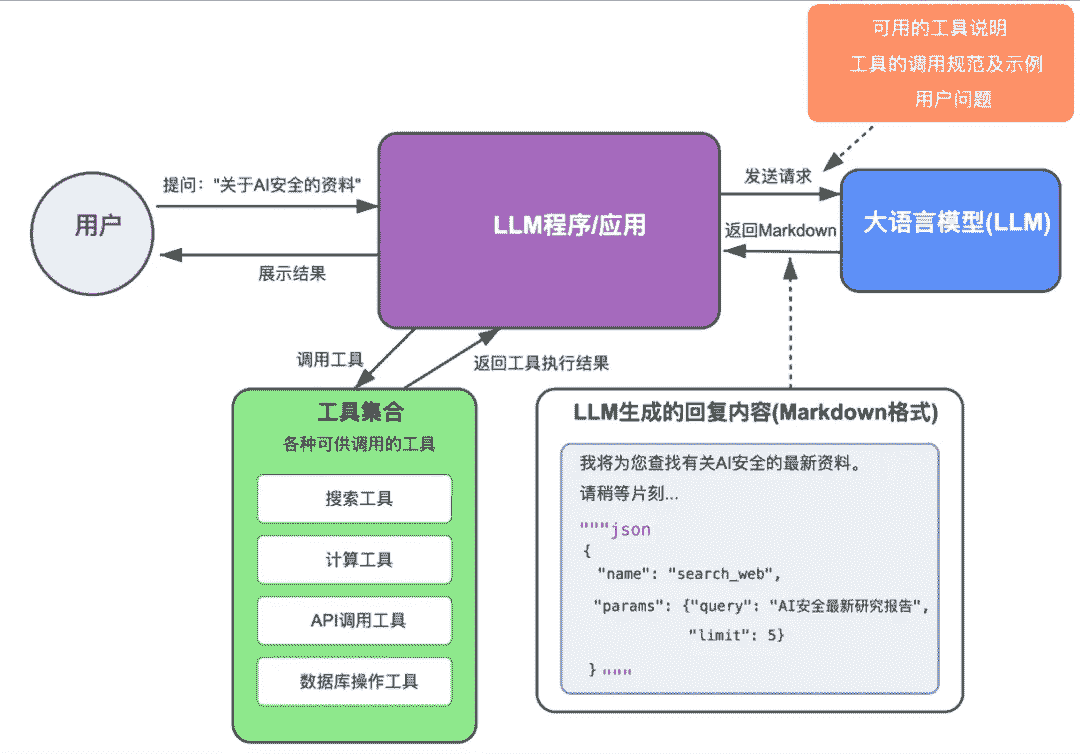 可用的工具说明
工具的调用规范及示例
用户问题
用户
提问："关于AI安全的资料"
展示结果
LLM程序/应用
发送请求
返回Markdown
大语言模型(LLM)
调用工具
返回工具执行结果
工具集合
各种可供调用的工具
搜索工具
计算工具
API调用工具
数据库操作工具
LLM生成的回复内容(Markdown格式)
我将为您查找有关AI安全的最新资料。
请稍等片刻...
"""json
{
"name": "search_web",
"params": {"query": "AI安全最新研究报告",
"limit": 5}
} """